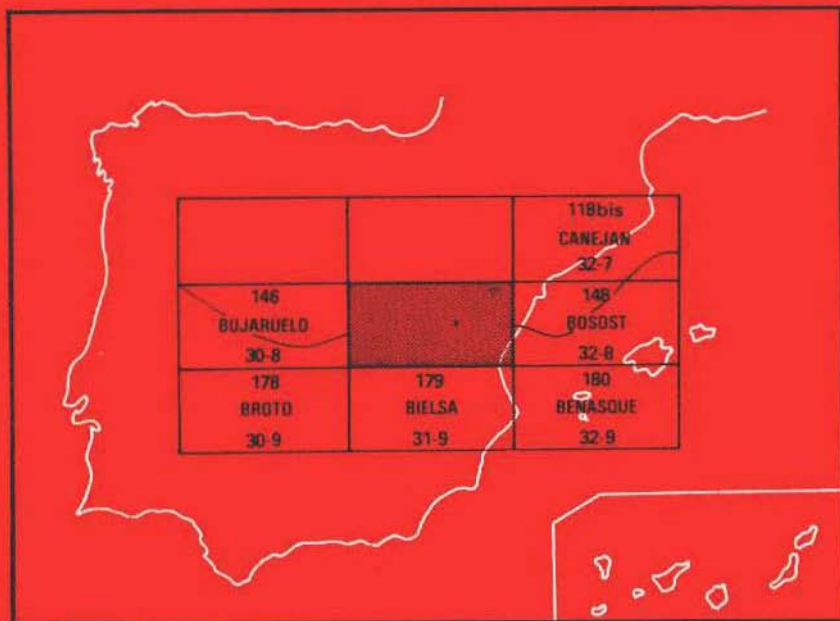 118bis
CANEJAN
32-7
146
BUJARUELO
30-8
148
BOSOST
32-8
178
BROTO
30-9
179
BIELSA
31-9
180
BENASQUE
32-9